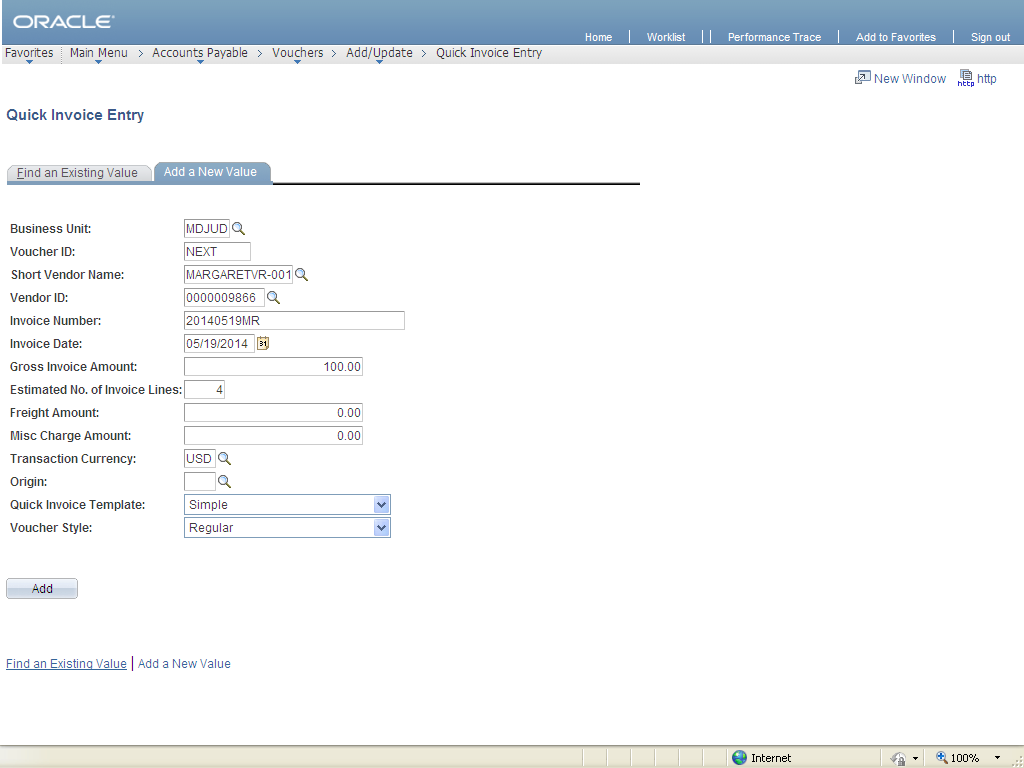 ORACLE
Home Worklist Performance Trace Add to Favorites Sign out
Favorites Main Menu > Accounts Payable > Vouchers > Add/Update > Quick Invoice Entry
New Window http http
Quick Invoice Entry
Find an Existing Value Add a New Value
Business Unit: MDJUD
Voucher ID: NEXT
Short Vendor Name: MARGARETVR-001
Vendor ID: 0000009866
Invoice Number: 20140519MR
Invoice Date: 05/19/2014 31
Gross Invoice Amount: 100.00
Estimated No. of Invoice Lines: 4
Freight Amount: 0.00
Misc Charge Amount: 0.00
Transaction Currency: USD
Origin:
Quick Invoice Template: Simple
Voucher Style: Regular
Add
Find an Existing Value | Add a New Value
Internet 100%